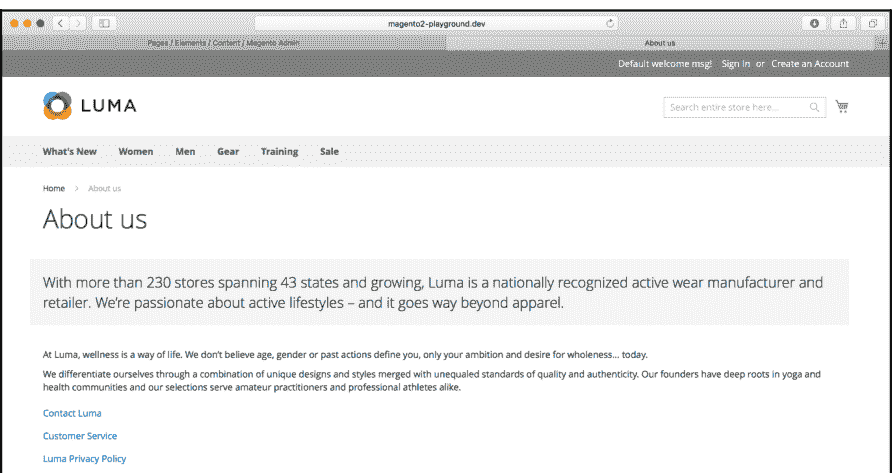 magento2-playground.dev
Pages / Elements / Content / Magento Admin
About us
Default welcome msg! Sign In or Create an Account
LUMA
Search entire store here...
What's New Women Men Gear Training Sale
Home > About us
About us
With more than 230 stores spanning 43 states and growing, Luma is a nationally recognized active wear manufacturer and
retailer. We're passionate about active lifestyles – and it goes way beyond apparel.
At Luma, wellness is a way of life. We don't believe age, gender or past actions define you, only your ambition and desire for wholeness... today.
We differentiate ourselves through a combination of unique designs and styles merged with unequaled standards of quality and authenticity. Our founders have deep roots in yoga and
health communities and our selections serve amateur practitioners and professional athletes alike.
Contact Luma
Customer Service
Luma Privacy Policy